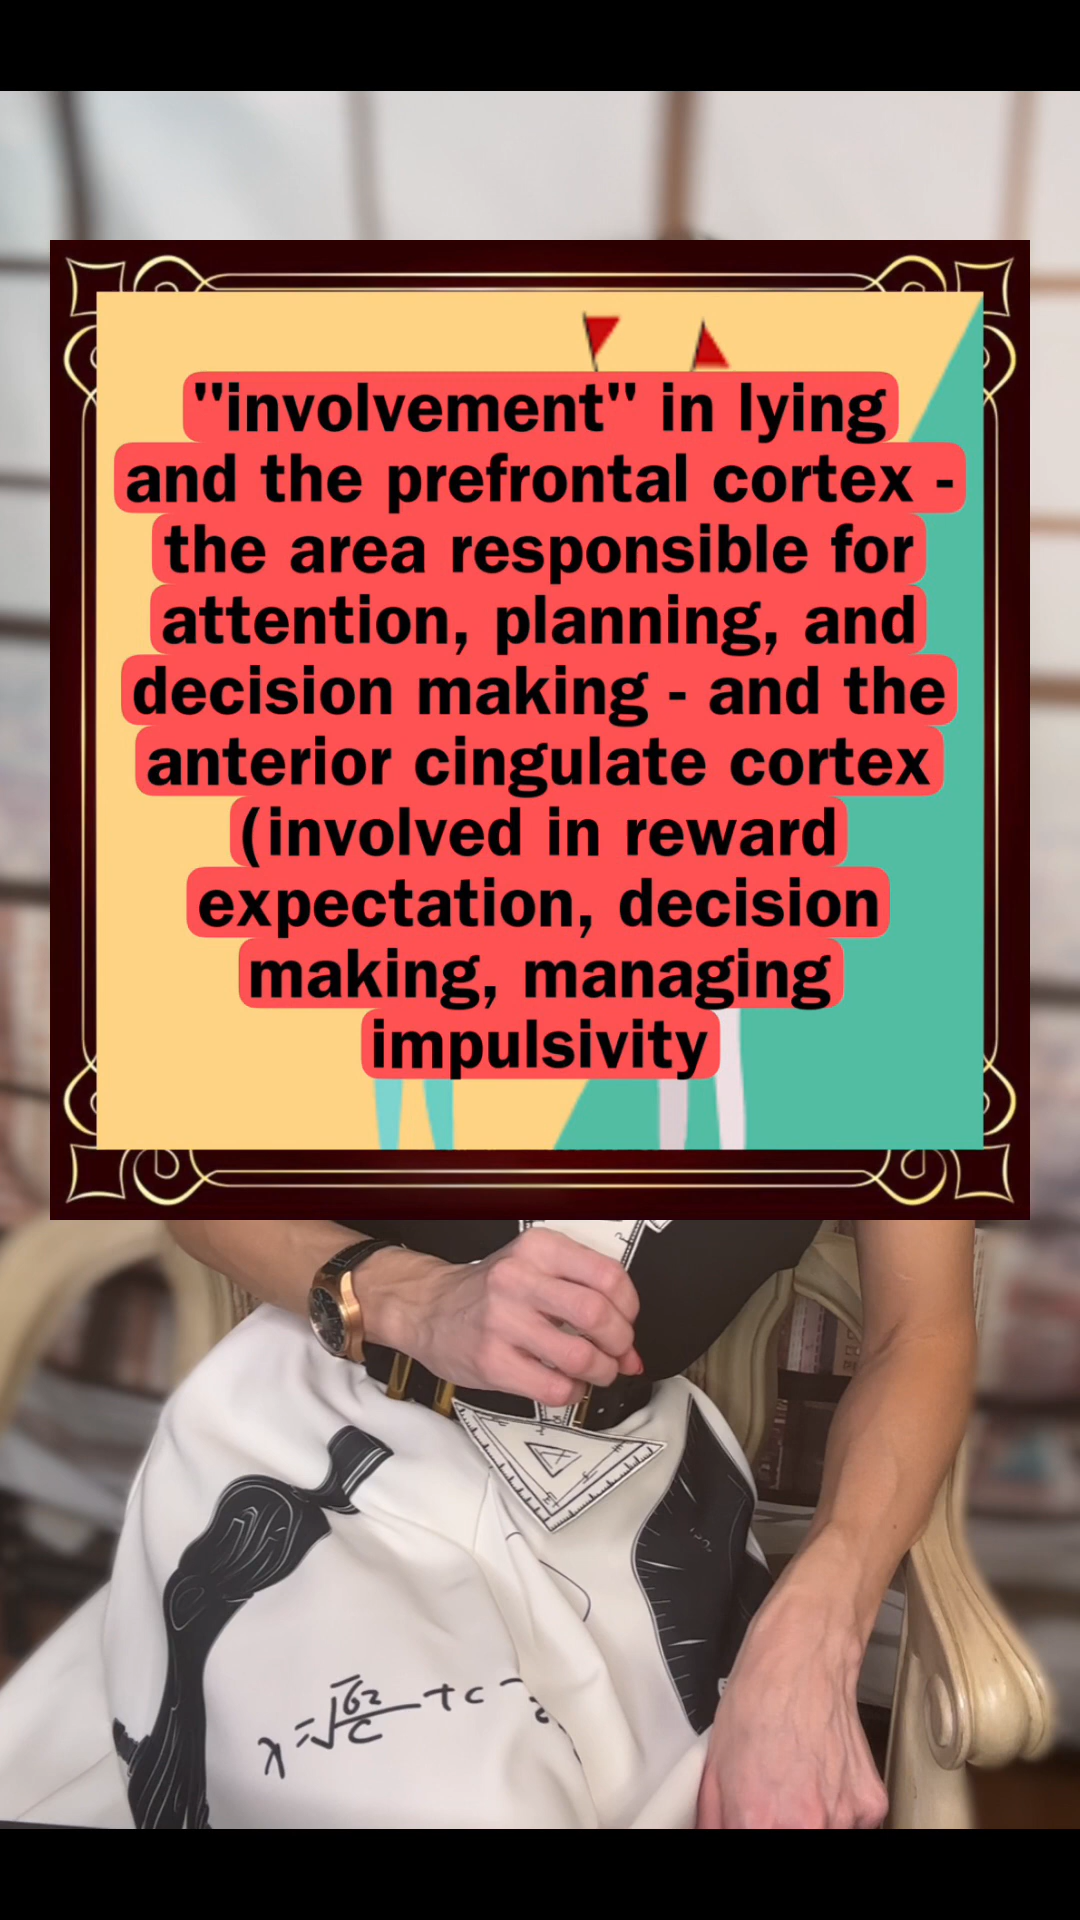 "involvement" in lying
and the prefrontal cortex -
the area responsible for
attention, planning, and
decision making - and the
anterior cingulate cortex
(involved in reward
expectation, decision
making, managing
impulsivity
A